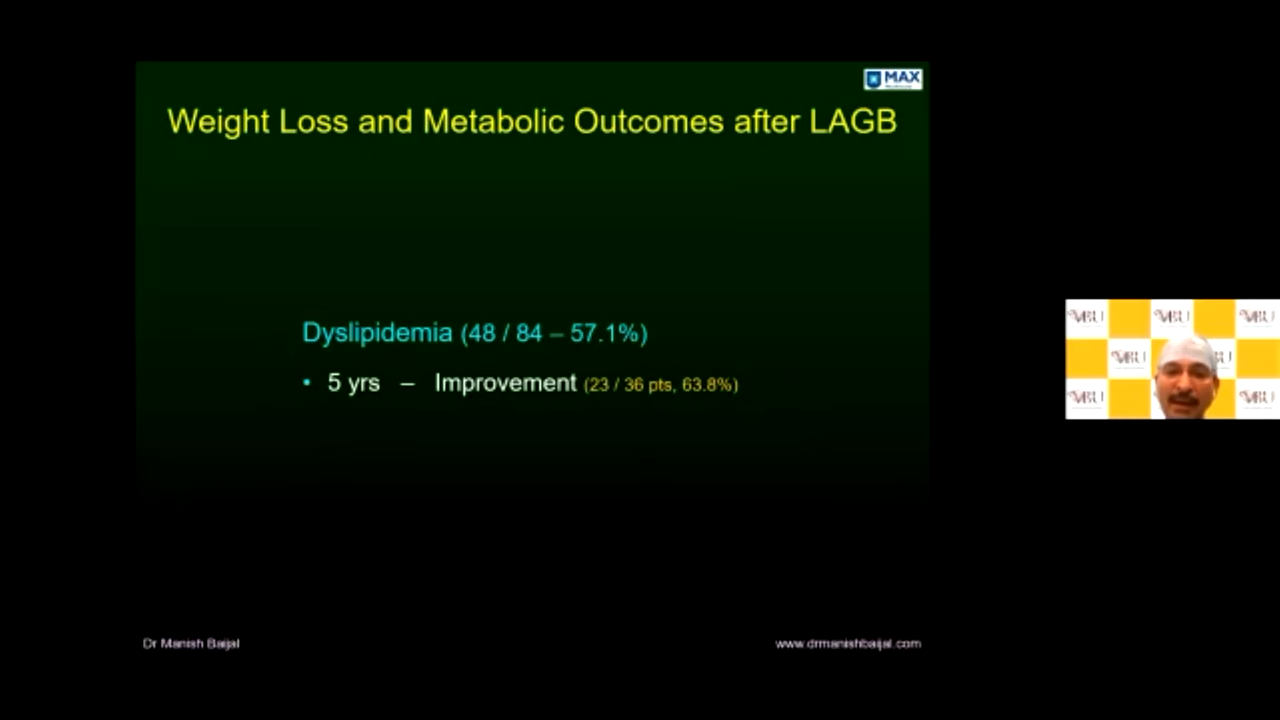 MAX
Weight Loss and Metabolic Outcomes after LAGB
Dyslipidemia (48 / 84 – 57.1%)
• 5 yrs – Improvement (23 / 36 pts, 63.8%)
Dr Manish Baijal
www.drmanishbaijal.com